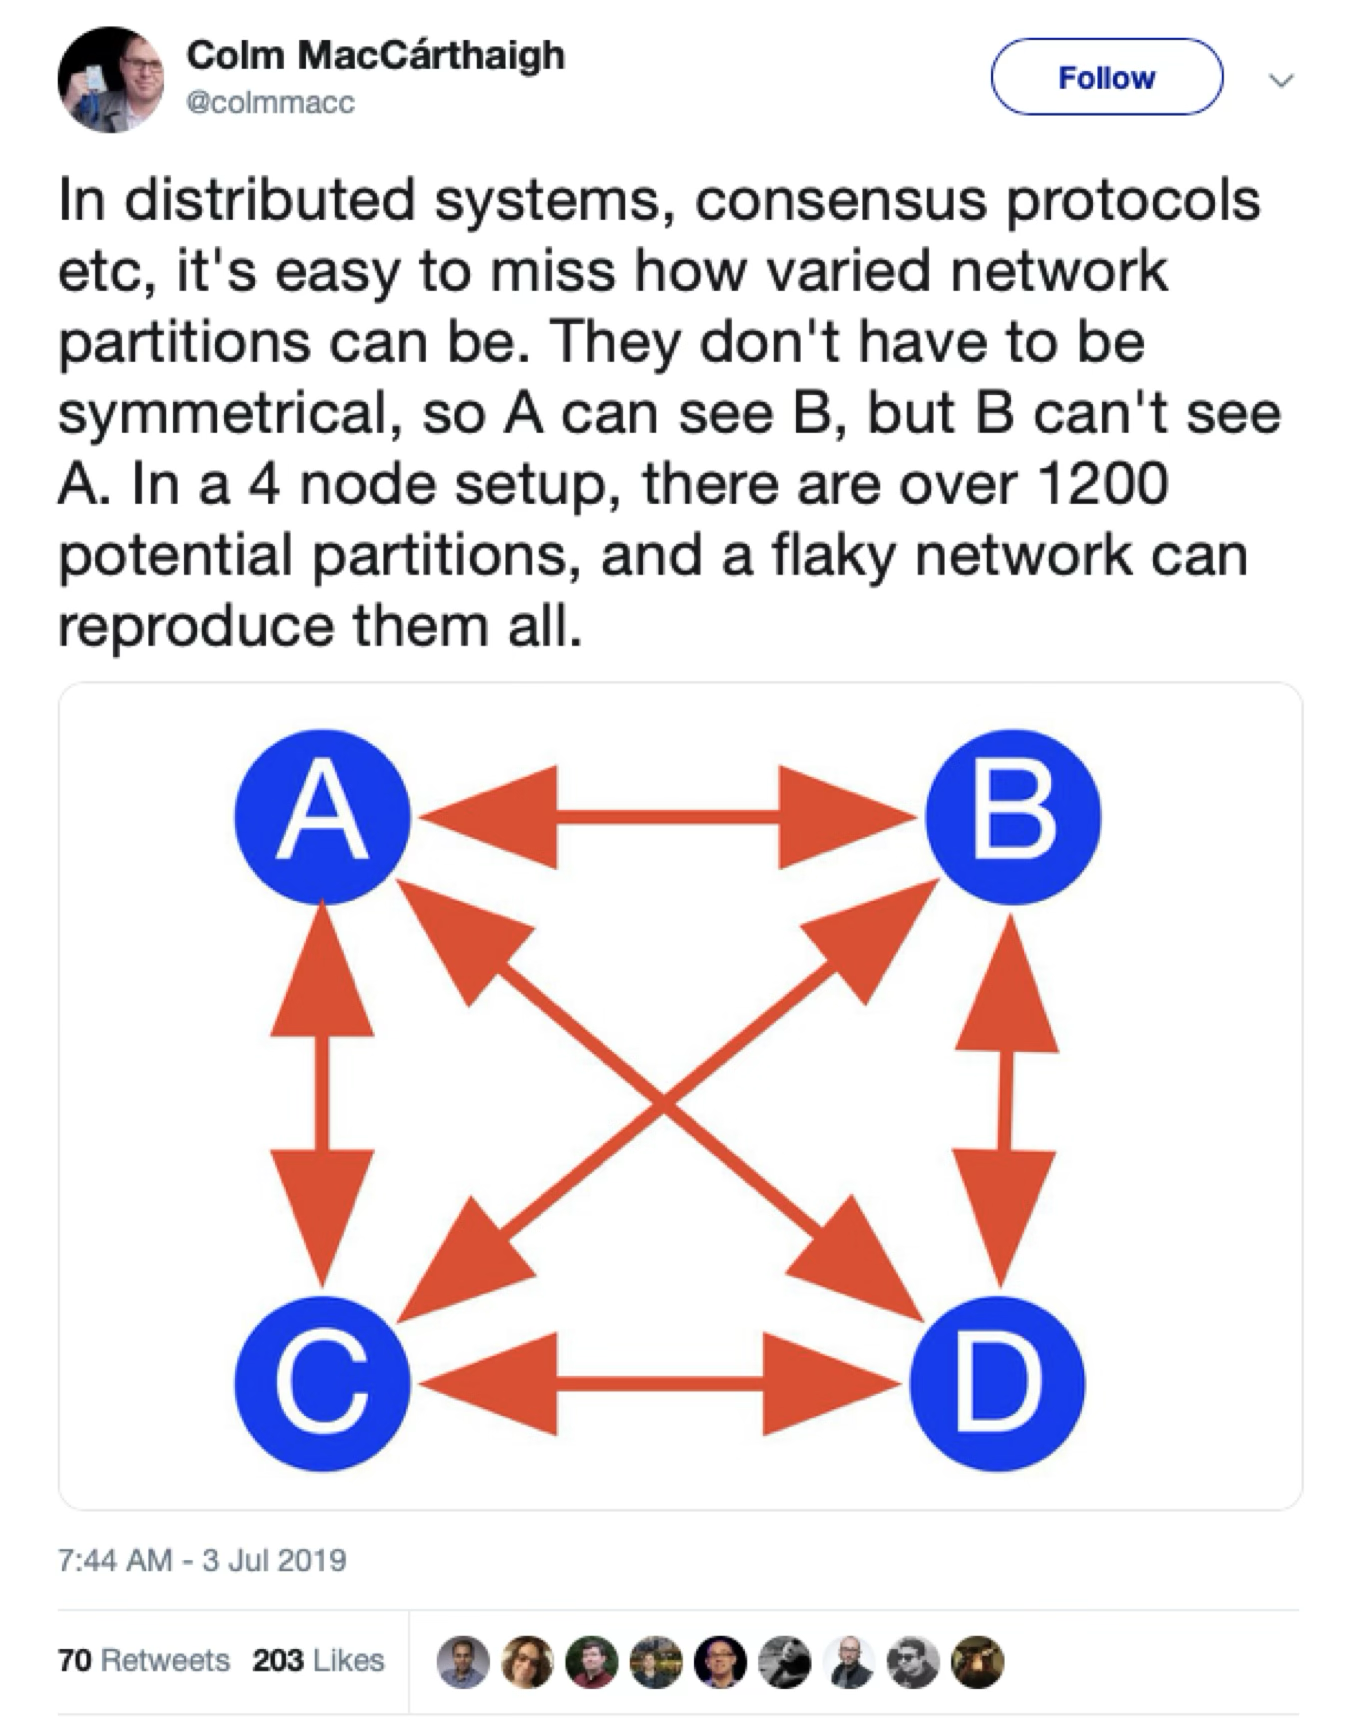 Colm MacCárthaigh
@colmmacc
Follow
In distributed systems, consensus protocols
etc, it's easy to miss how varied network
partitions can be. They don't have to be
symmetrical, so A can see B, but B can't see
A. In a 4 node setup, there are over 1200
potential partitions, and a flaky network can
reproduce them all.
A B
C D
7:44 AM - 3 Jul 2019
70 Retweets 203 Likes